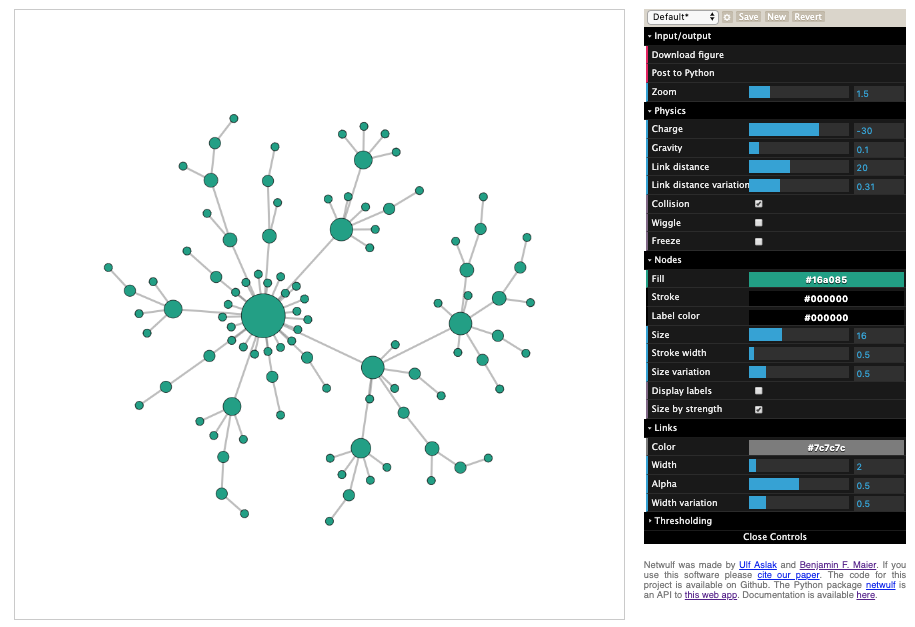 Default* Save New Revert
Input/output
Download figure
Post to Python
Zoom 1.5
Physics
Charge -30
Gravity 0.1
Link distance 20
Link distance variation 0.31
Collision
Wiggle
Freeze
Nodes
Fill #16a085
Stroke #000000
Label color #000000
Size 16
Stroke width 0.5
Size variation 0.5
Display labels
Size by strength
Links
Color #7c7c7c
Width 2
Alpha 0.5
Width variation 0.5
Thresholding
Close Controls
Netwulf was made by Ulf Aslak and Benjamin F. Maier. If you
use this software please cite our paper. The code for this
project is available on Github. The Python package netwulf is
an API to this web app. Documentation is available here.